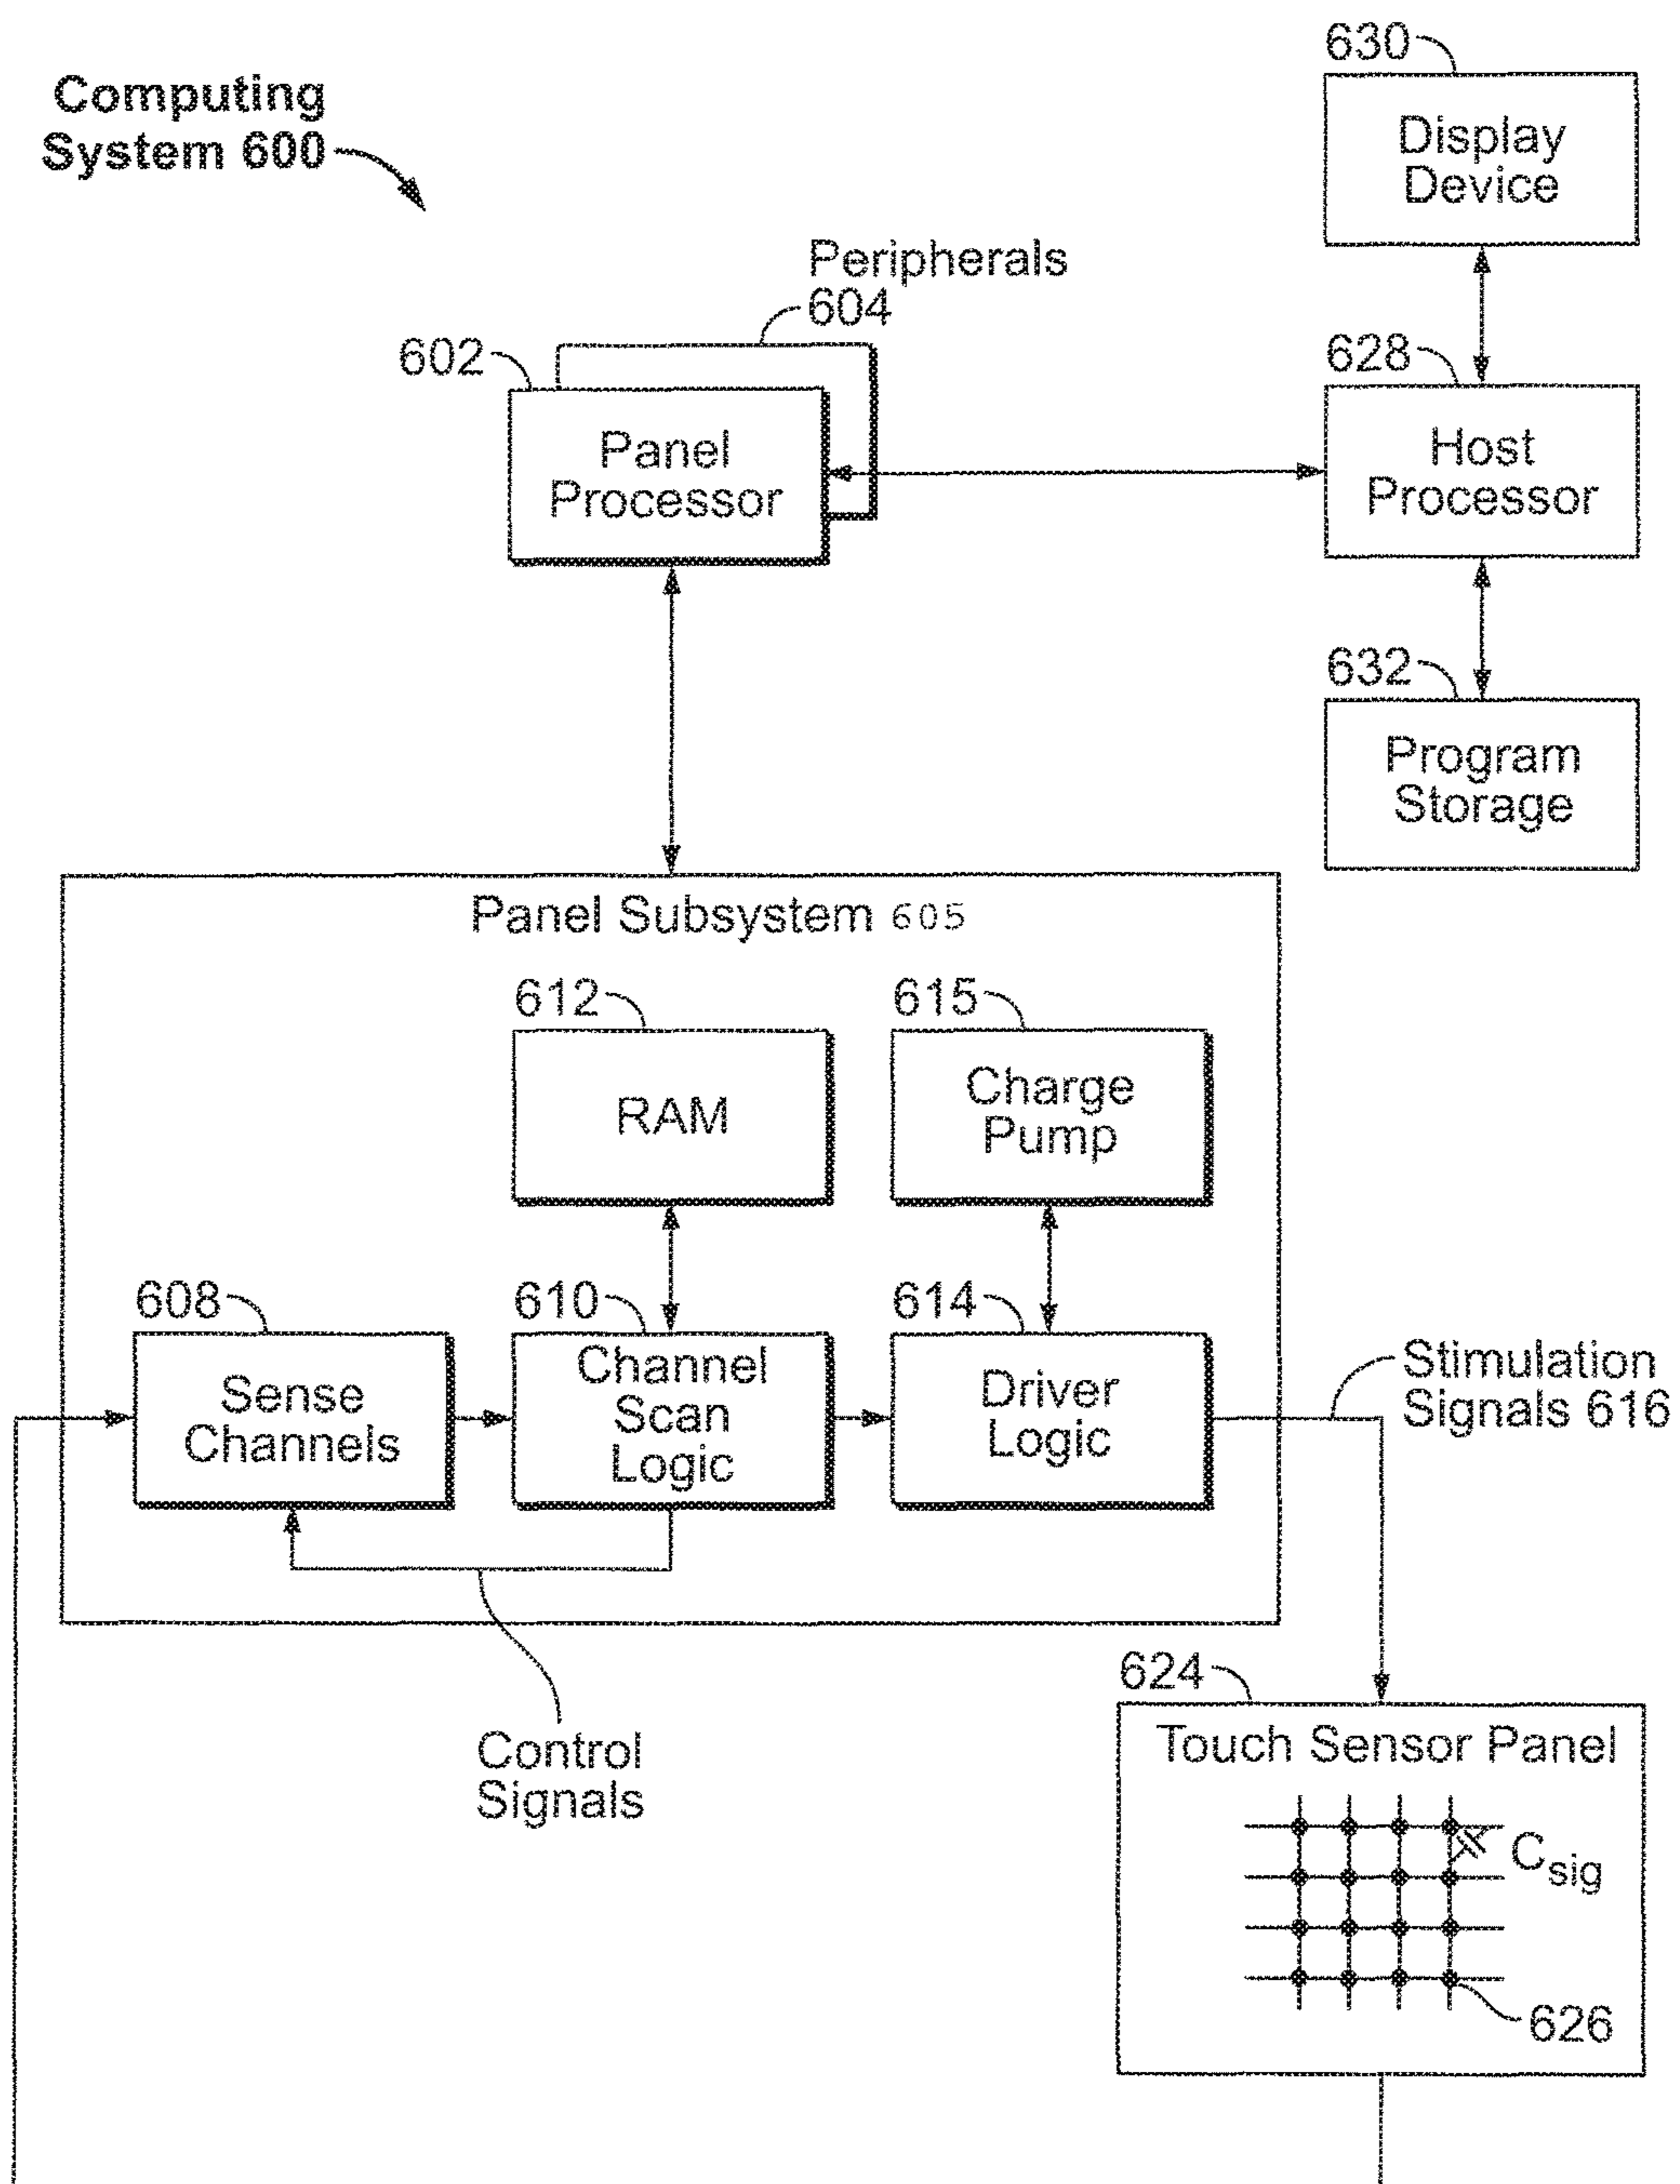 630
Computing
System 600
Display
Device
Peripherals
604
602
628
Panel
Processor
Host
Processor
632
Program
Storage
Panel Subsystem 605
612
615
RAM
Charge
Pump
608
610
614
Sense
Channels
Channel
Scan
Logic
Driver
Logic
Stimulation
Signals 616
624
Control
Signals
Touch Sensor Panel
Csig
626